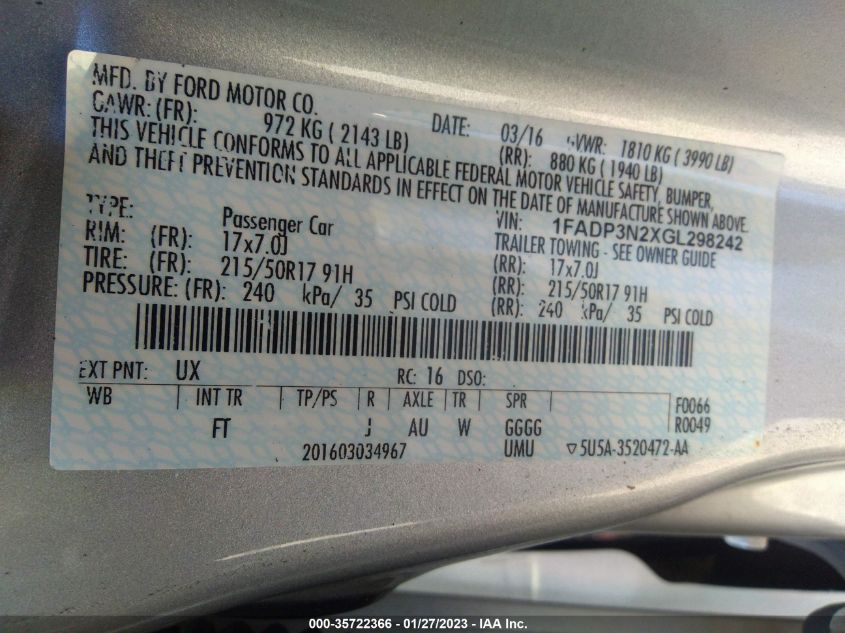 MFD. BY FORD MOTOR CO. DATE: 03/16 GVWR: 1810 KG ( 3990 LB)
GAWR: (FR): 972 KG ( 2143 LB) (RR): 880 KG ( 1940 LB)
THIS VEHICLE CONFORMS TO ALL APPLICABLE FEDERAL MOTOR VEHICLE SAFETY, BUMPER,
AND THEFT PREVENTION STANDARDS IN EFFECT ON THE DATE OF MANUFACTURE SHOWN ABOVE.
VIN: 1FADP3N2XGL298242
TYPE: Passenger Car TRAILER TOWING - SEE OWNER GUIDE
RIM: (FR): 17x7.0J (RR): 17x7.0J
TIRE: (FR): 215/50R17 91H (RR): 215/50R17 91H
PRESSURE: (FR): 240 kPa/ 35 PSI COLD (RR): 240 kPa/ 35 PSI COLD
EXT PNT: UX RC: 16 DSO:
WB INT TR TP/PS R AXLE TR SPR F0066
FT J AU W GGGG R0049
201603034967 UMU ▽5U5A-3520472-AA
000-35722366 - 01/27/2023 - IAA Inc.